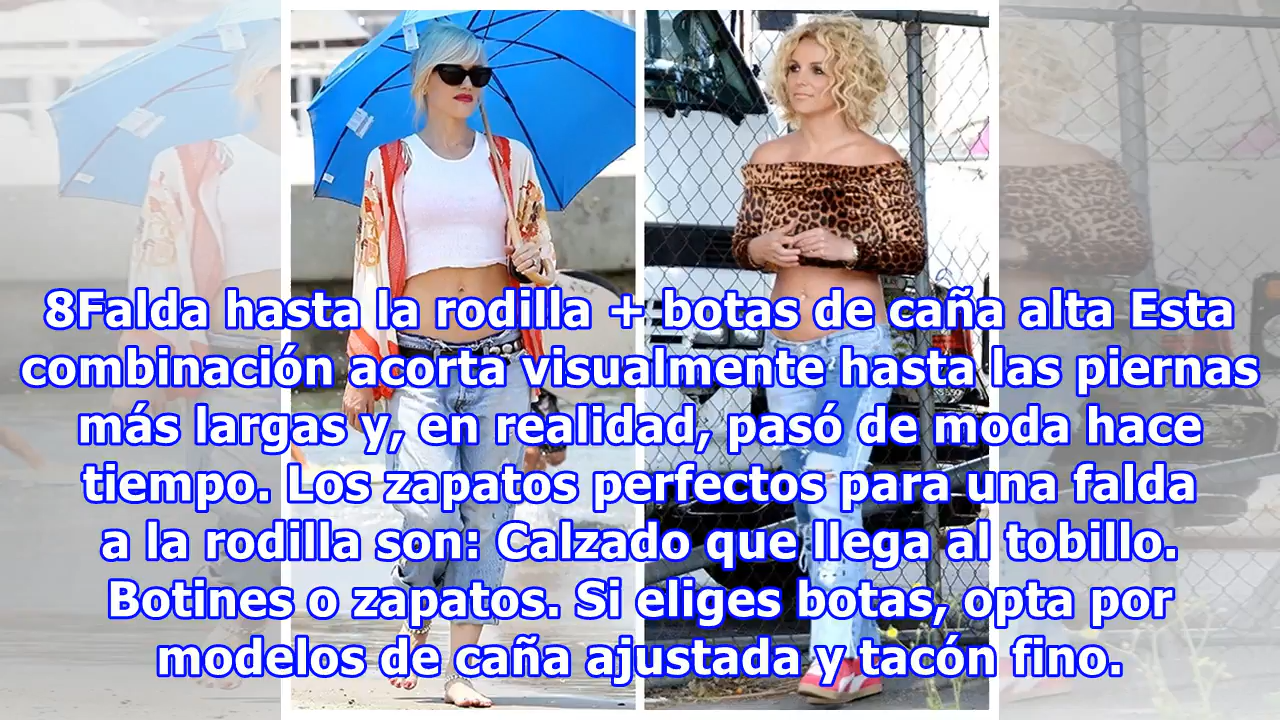 8Falda hasta la rodilla + botas de caña alta Esta
combinación acorta visualmente hasta las piernas
más largas y, en realidad, pasó de moda hace
tiempo. Los zapatos perfectos para una falda
a la rodilla son: Calzado que llega al tobillo.
Botines o zapatos. Si eliges botas, opta por
modelos de caña ajustada y tacón fino.